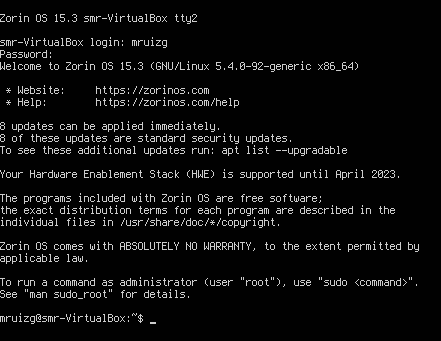 Zorin OS 15.3 smr-VirtualBox tty2
smr-VirtualBox login: mruizg
Password:
Welcome to Zorin OS 15.3 (GNU/Linux 5.4.0-92-generic x86_64)
* Website:     https://zorinos.com
* Help:        https://zorinos.com/help
8 updates can be applied immediately.
8 of these updates are standard security updates.
To see these additional updates run: apt list --upgradable
Your Hardware Enablement Stack (HWE) is supported until April 2023.
The programs included with Zorin OS are free software;
the exact distribution terms for each program are described in the
individual files in /usr/share/doc/*/copyright.
Zorin OS comes with ABSOLUTELY NO WARRANTY, to the extent permitted by
applicable law.
To run a command as administrator (user "root"), use "sudo <command>".
See "man sudo_root" for details.
mruizg@smr-VirtualBox:~$ _